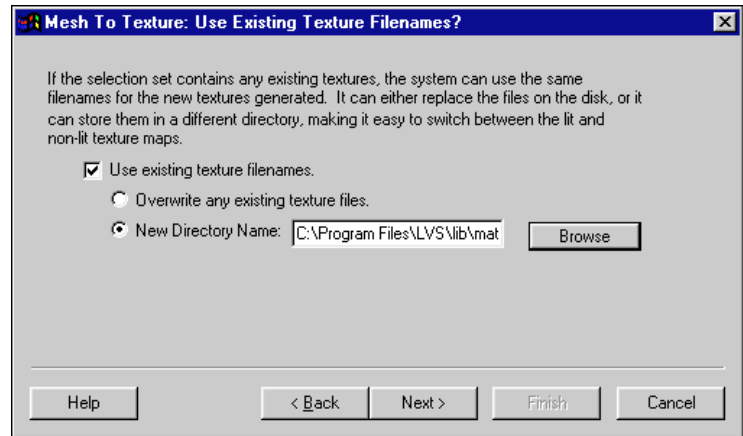 Mesh To Texture: Use Existing Texture Filenames?
If the selection set contains any existing textures, the system can use the same
filenames for the new textures generated. It can either replace the files on the disk, or it
can store them in a different directory, making it easy to switch between the lit and
non-lit texture maps.
Use existing texture filenames.
Overwrite any existing texture files.
New Directory Name: C:\Program Files\LVS\lib\mat Browse
Help < Back Next > Finish Cancel